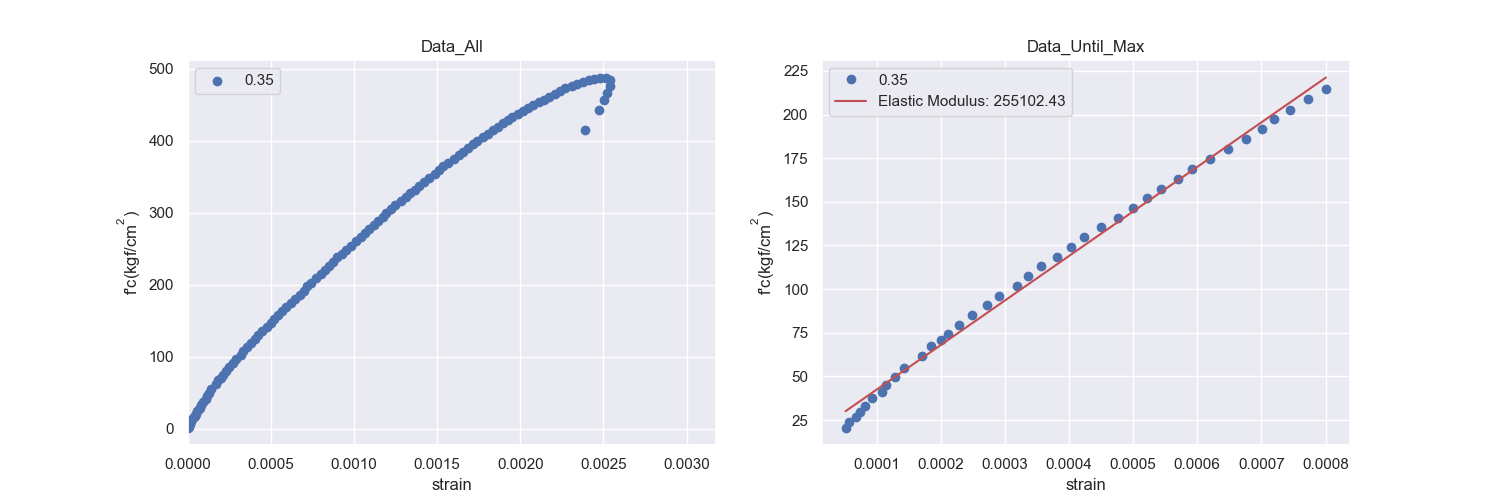 Data_All
0.35
500
400
300
200
100
0
f'c(kgf/cm²)
0.0000 0.0005 0.0010 0.0015 0.0020 0.0025 0.0030
strain
Data_Until_Max
0.35
Elastic Modulus: 255102.43
225
200
175
150
125
100
75
50
25
f'c(kgf/cm²)
0.0001 0.0002 0.0003 0.0004 0.0005 0.0006 0.0007 0.0008
strain